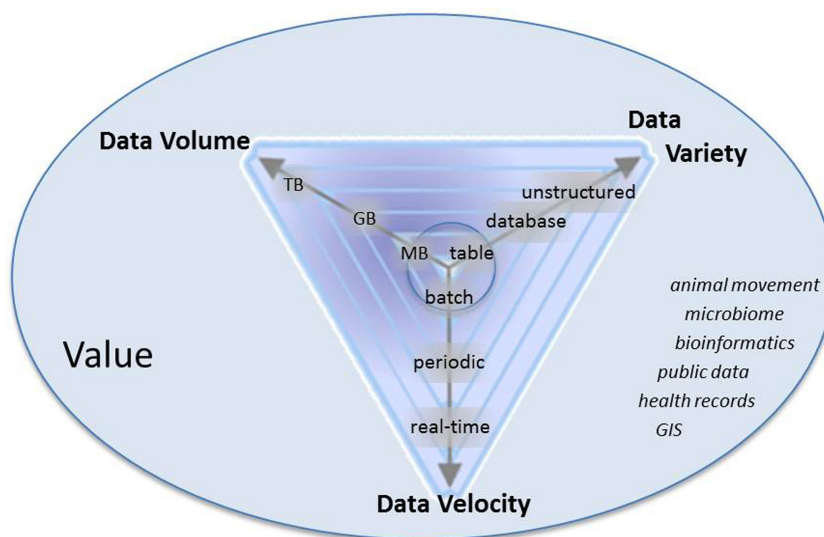 Data
Data Volume
Variety
TB
unstructured
GB
database
MB
table
batch
animal movement
microbiome
bioinformatics
public data
health records
GIS
Value
periodic
real-time
Data Velocity